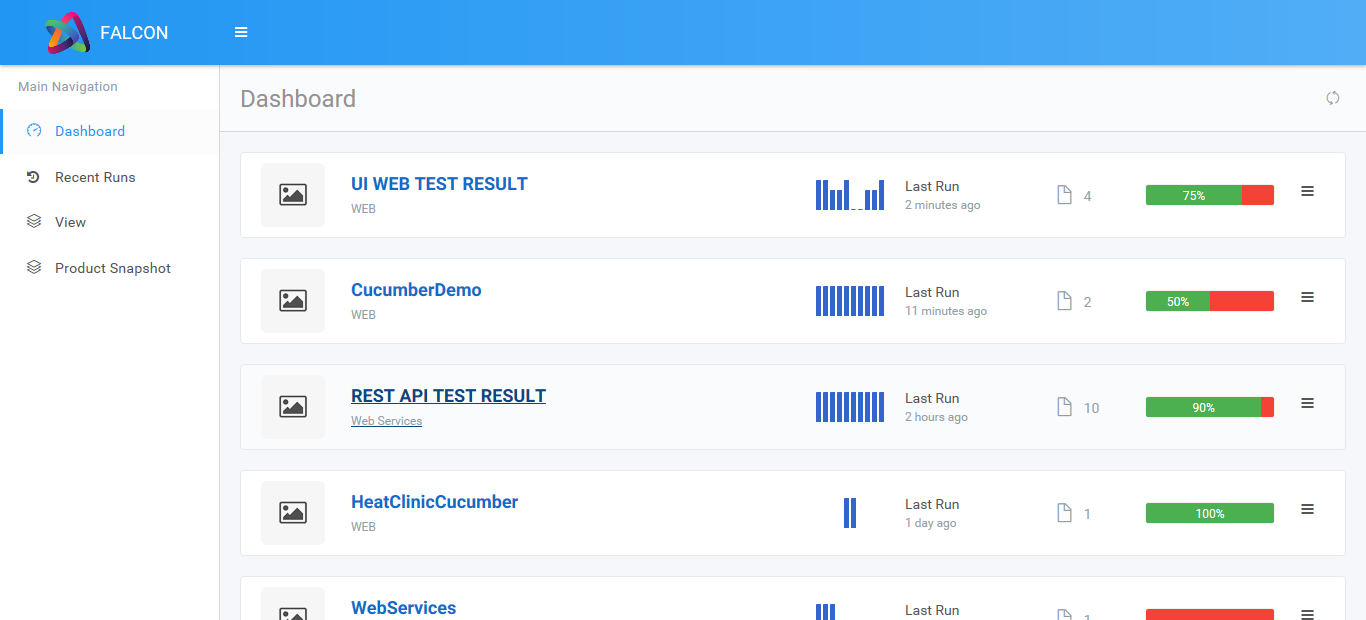 FALCON
Main Navigation
Dashboard
Recent Runs
View
Product Snapshot
Dashboard
UI WEB TEST RESULT
WEB
Last Run
2 minutes ago
4
75%
CucumberDemo
WEB
Last Run
11 minutes ago
2
50%
REST API TEST RESULT
Web Services
Last Run
2 hours ago
10
90%
HeatClinicCucumber
WEB
Last Run
1 day ago
1
100%
WebServices
Last Run
1